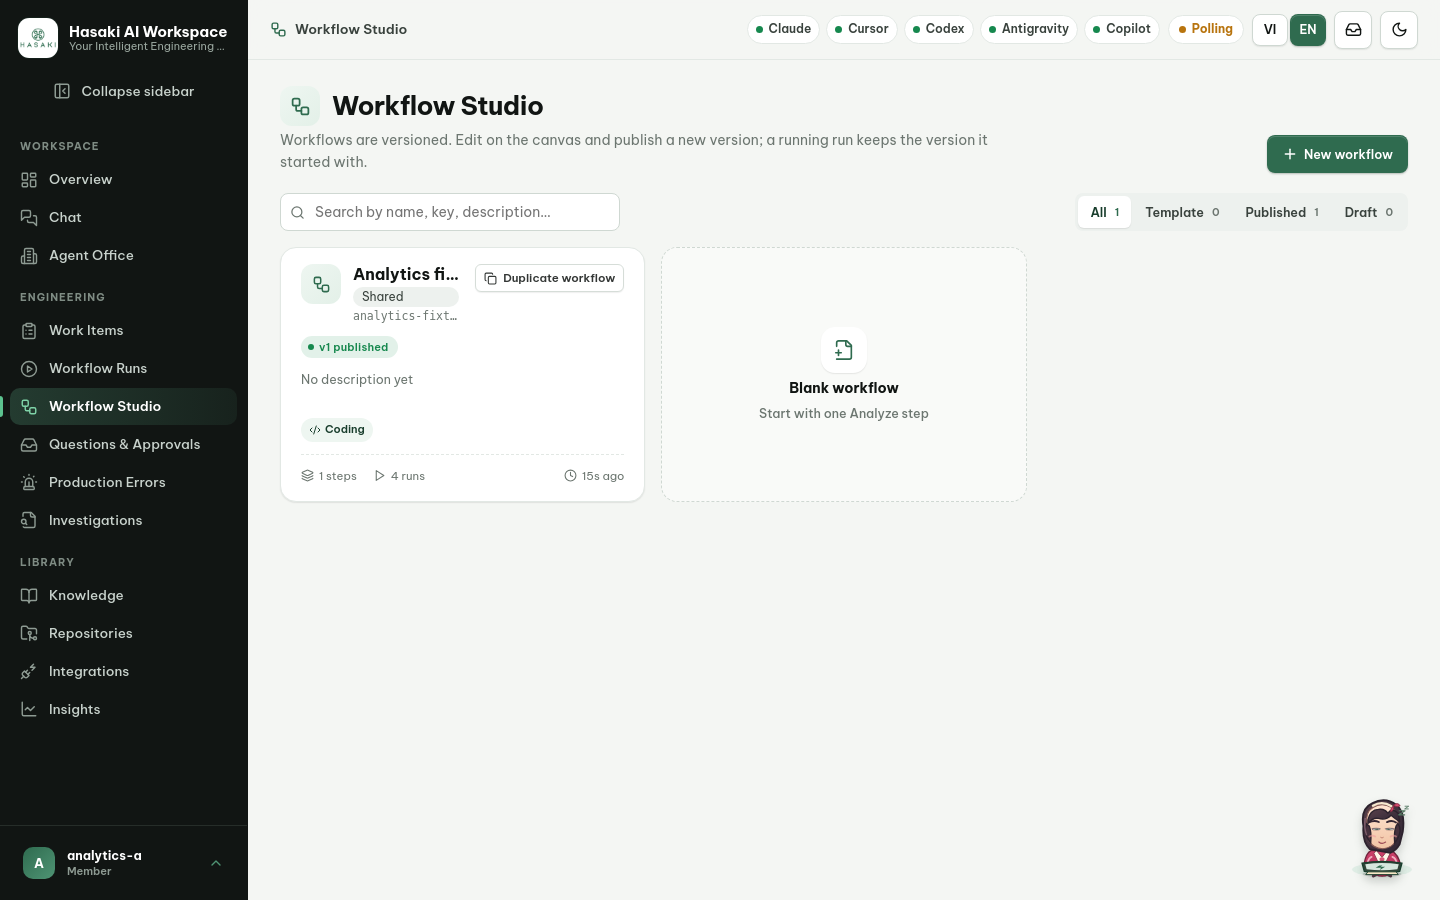 HASAKI
Hasaki AI Workspace
Your Intelligent Engineering ...
Collapse sidebar
WORKSPACE
Overview
Chat
Agent Office
ENGINEERING
Work Items
Workflow Runs
Workflow Studio
Questions & Approvals
Production Errors
Investigations
LIBRARY
Knowledge
Repositories
Integrations
Insights
A
analytics-a
Member
Workflow Studio
Claude
Cursor
Codex
Antigravity
Copilot
Polling
VI
EN
Workflow Studio
Workflows are versioned. Edit on the canvas and publish a new version; a running run keeps the version it
started with.
New workflow
Search by name, key, description...
All 1
Template 0
Published 1
Draft 0
Analytics fi...
Duplicate workflow
Shared
analytics-fixt…
v1 published
No description yet
Coding
1 steps
4 runs
15s ago
Blank workflow
Start with one Analyze step